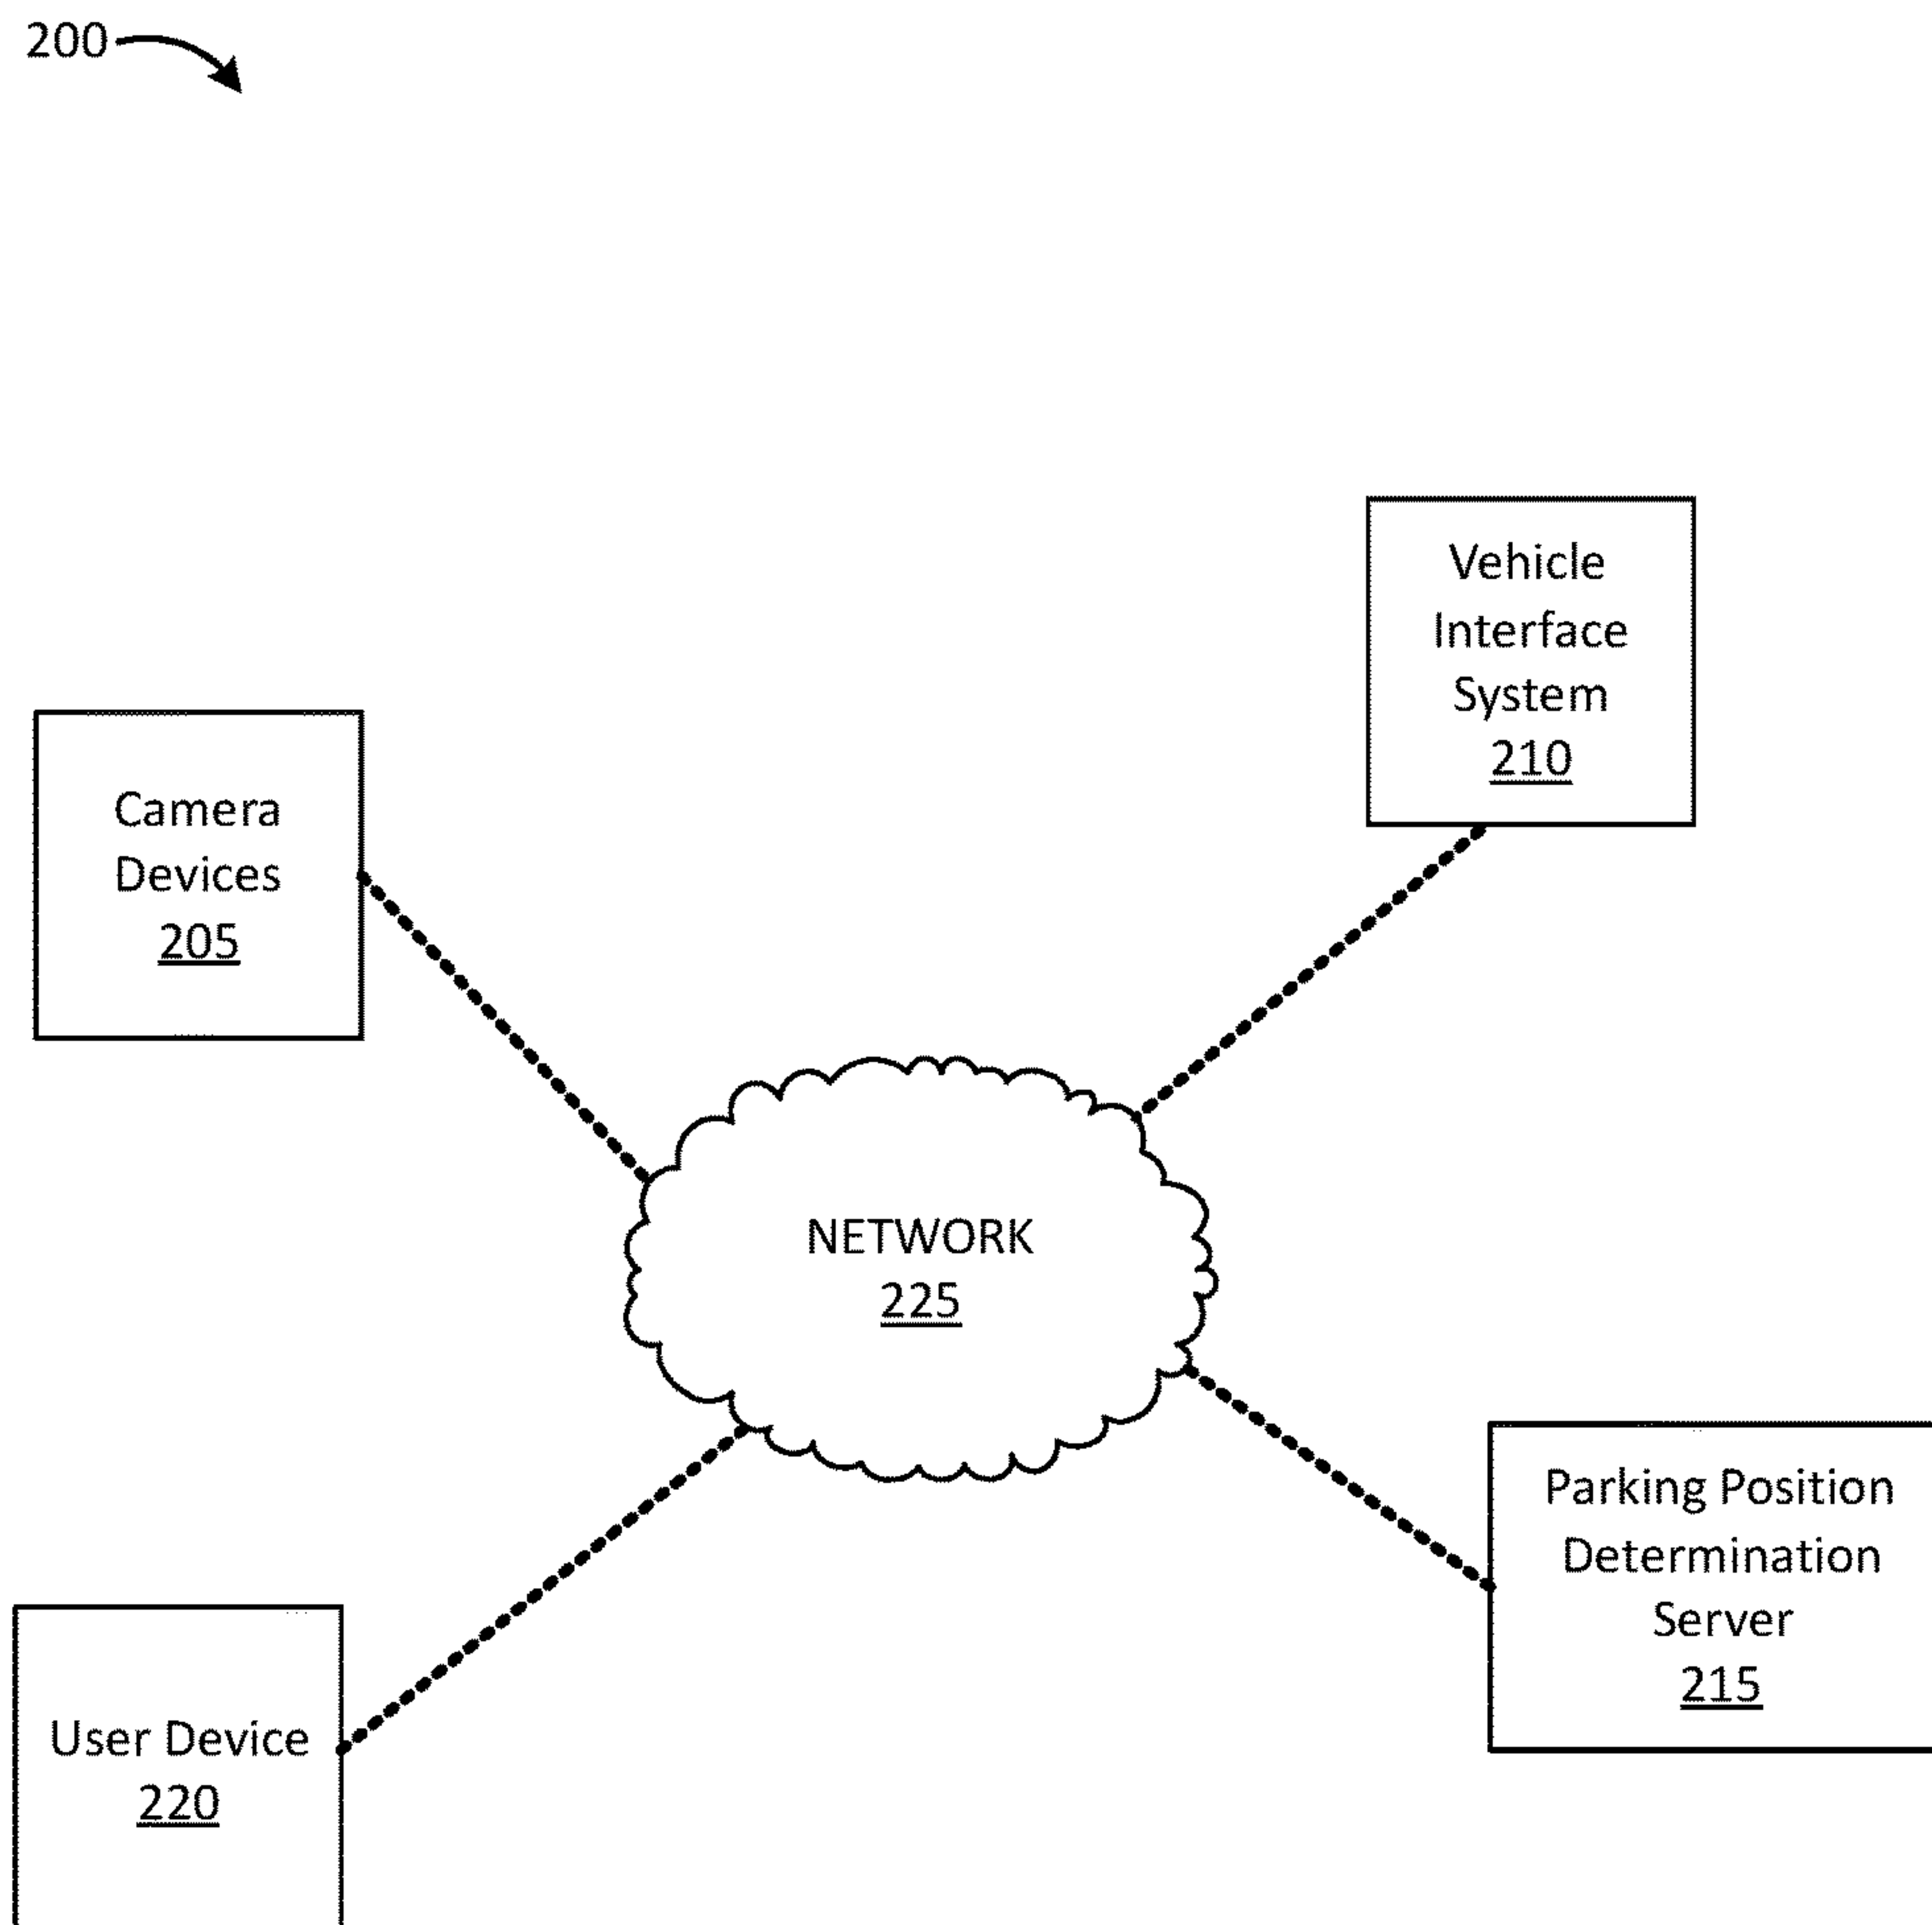 200
Vehicle
Interface
System
210
Camera
Devices
205
NETWORK
225
Parking Position
Determination
Server
215
User Device
220